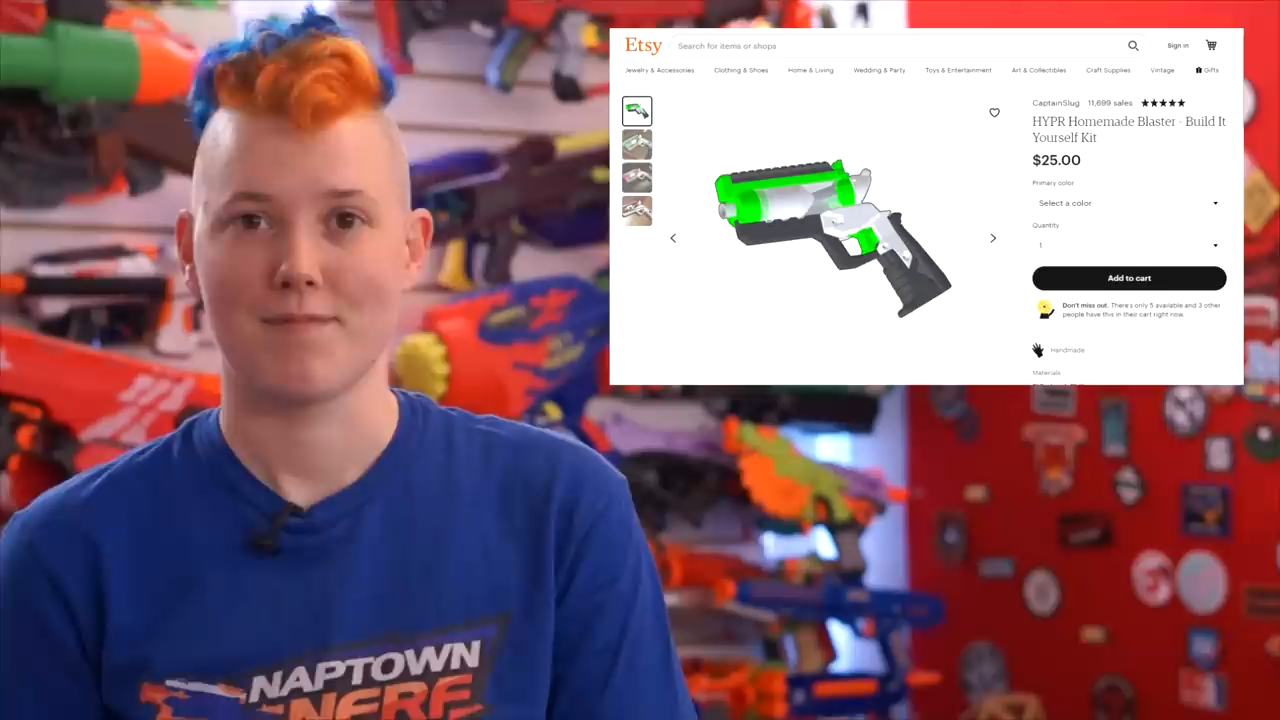 Etsy
Search for items or shops
Sign in
Jewelry & Accessories
Clothing & Shoes
Home & Living
Wedding & Party
Toys & Entertainment
Art & Collectibles
Craft Supplies
Vintage
Gifts
CaptainSlug 11,699 sales ★★★★★
HYPR Homemade Blaster - Build It
Yourself Kit
$25.00
Primary color
Select a color
Quantity
1
Add to cart
Don't miss out. There's only 5 available and 3 other
people have this in their cart right now.
Handmade
Materials
NAPTOWN
NERF